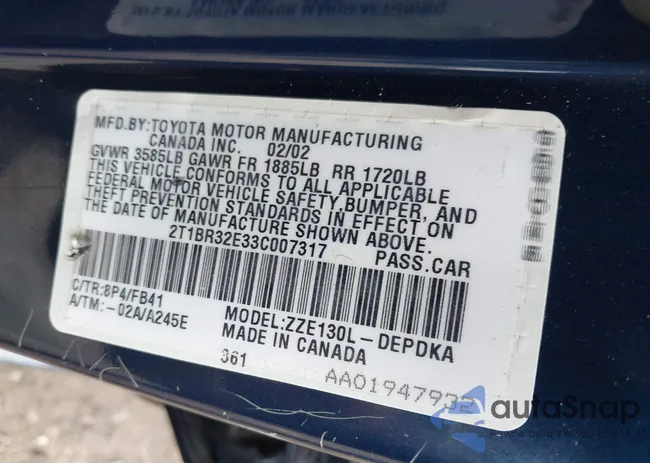 MFD.BY:TOYOTA MOTOR MANUFACTURING
CANADA INC. 02/02
GVWR 3585LB GAWR FR 1885LB RR 1720LB
THIS VEHICLE CONFORMS TO ALL APPLICABLE
FEDERAL MOTOR VEHICLE SAFETY,BUMPER, AND
THEFT PREVENTION STANDARDS IN EFFECT ON
THE DATE OF MANUFACTURE SHOWN ABOVE.
2T1BR32E33C007317 PASS.CAR
C/TR:8P4/FB41
A/TM:-02A/A245E
MODEL:ZZE130L-DEPDKA
MADE IN CANADA
361
AA01947932
autoSnap